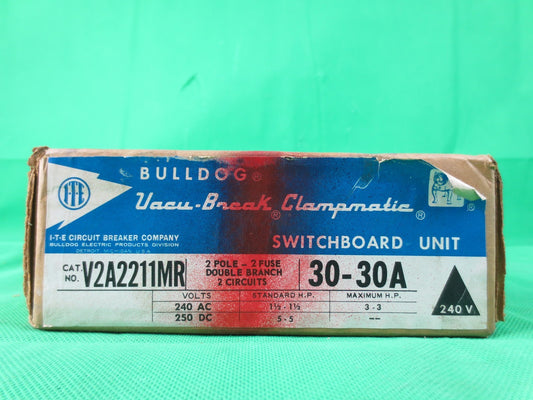 BULLDOG®
I-T-E
Vacu-Break® Clampmatic®
I-T-E CIRCUIT BREAKER COMPANY
BULLDOG ELECTRIC PRODUCTS DIVISION
DETROIT, MICHIGAN, U.S.A.
SWITCHBOARD UNIT
CAT. NO. V2A2211MR
2 POLE - 2 FUSE
DOUBLE BRANCH
2 CIRCUITS
30-30A
VOLTS STANDARD H.P. MAXIMUM H.P.
240 AC 1½ - 1½ 3 - 3
250 DC 5 - 5 --
240 V